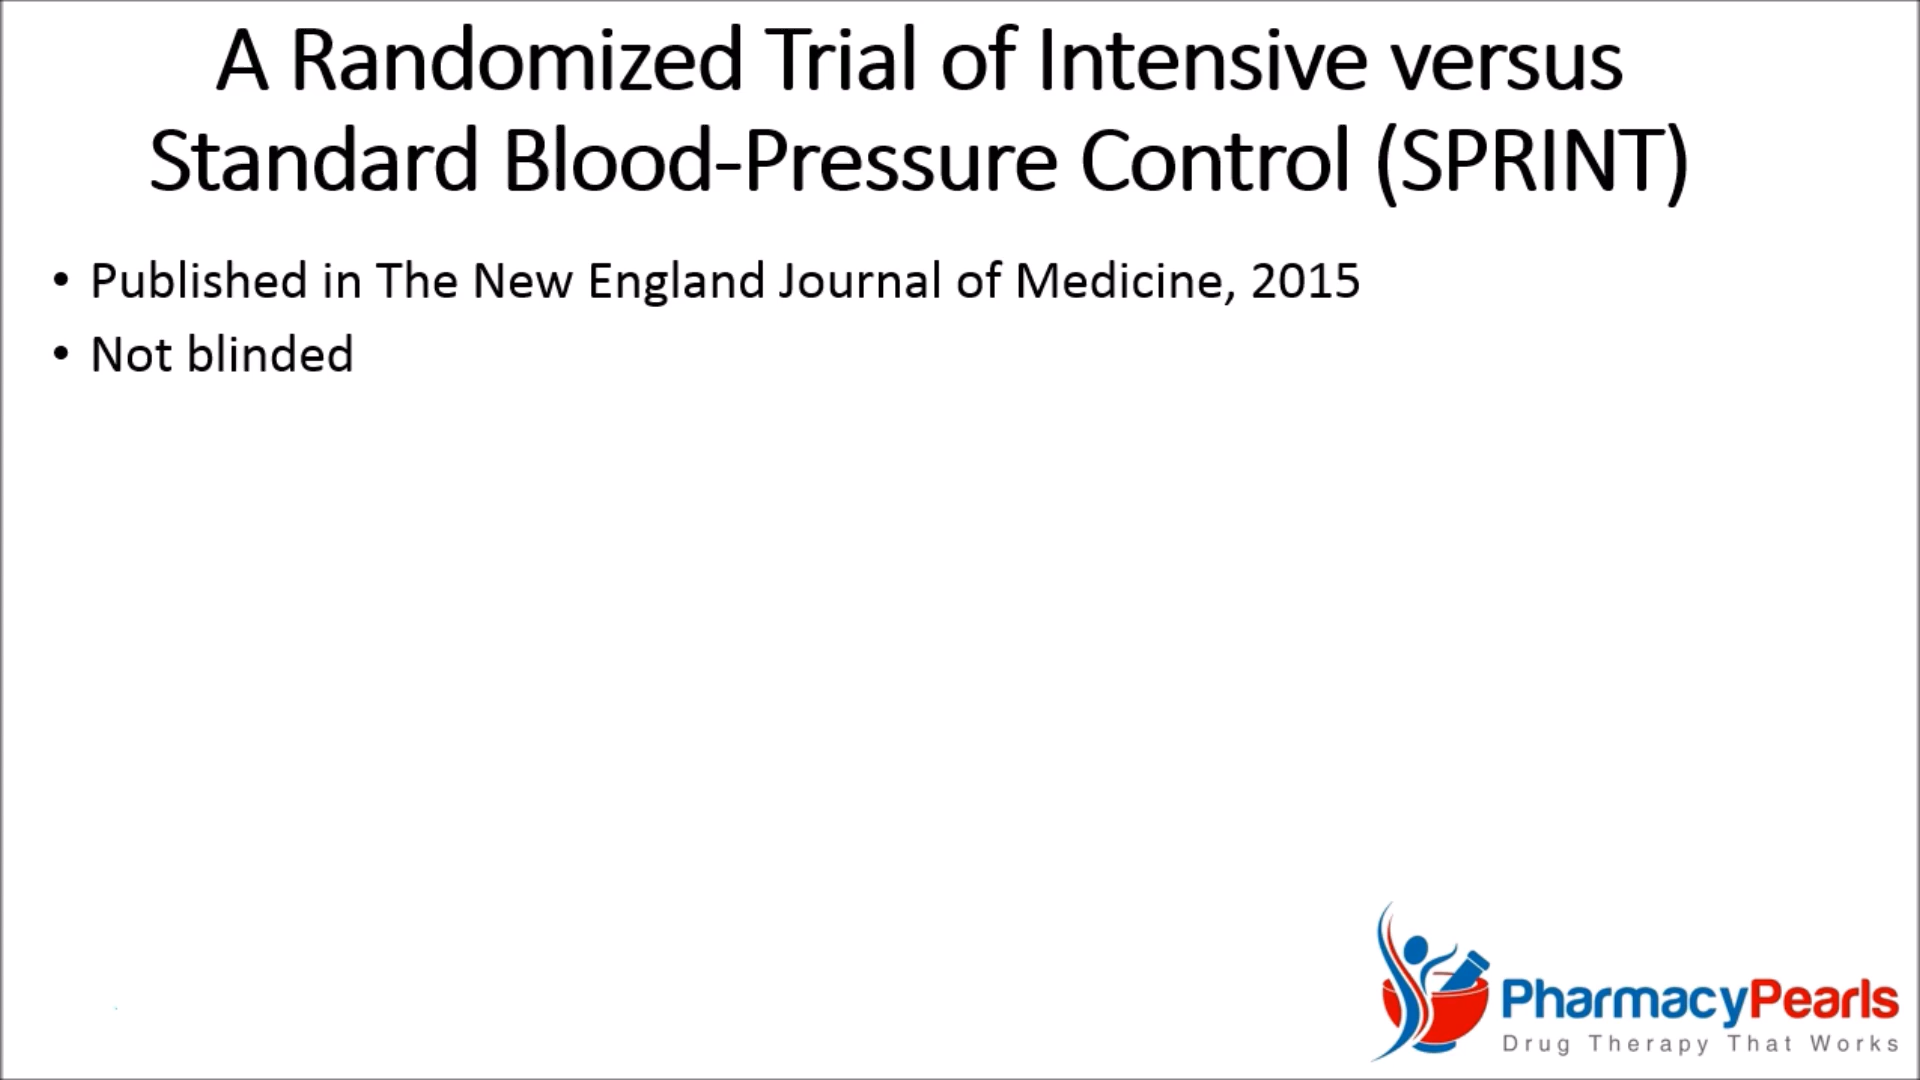 A Randomized Trial of Intensive versus
Standard Blood-Pressure Control (SPRINT)
• Published in The New England Journal of Medicine, 2015
• Not blinded
PharmacyPearls
Drug Therapy That Works